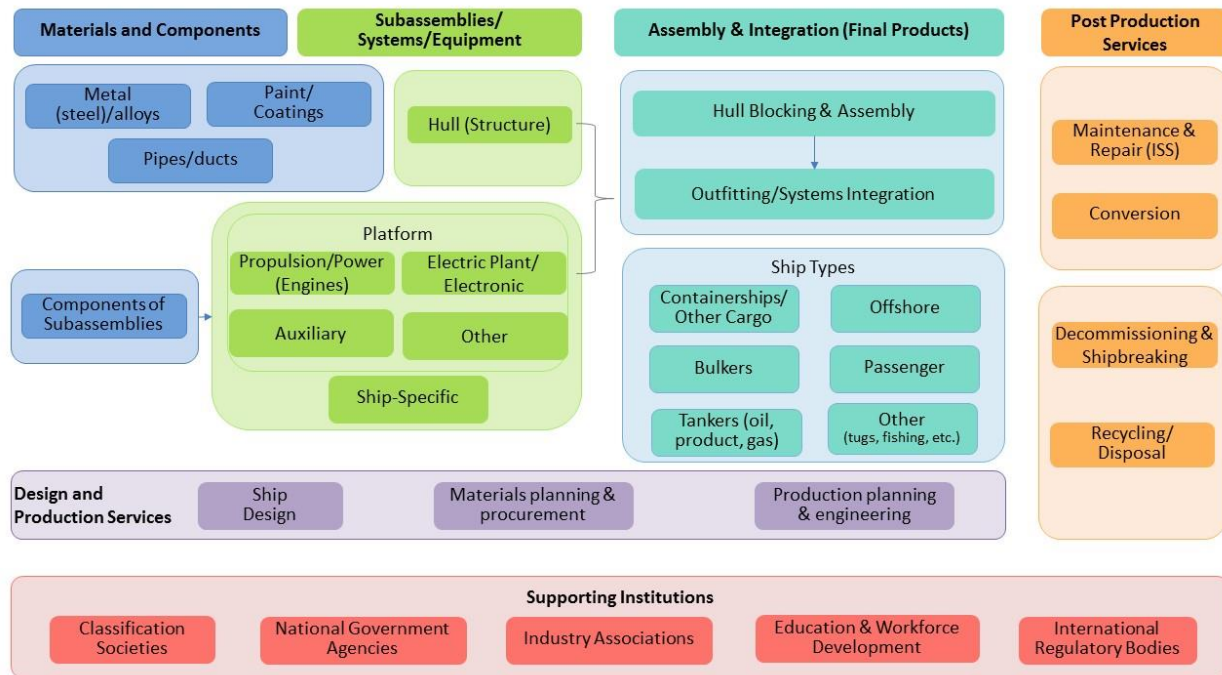 Materials and Components
Subassemblies/
Systems/Equipment
Assembly & Integration (Final Products)
Post Production
Services
Metal
(steel)/alloys
Paint/
Coatings
Pipes/ducts
Hull (Structure)
Hull Blocking & Assembly
Outfitting/Systems Integration
Maintenance &
Repair (ISS)
Conversion
Components of
Subassemblies
Platform
Propulsion/Power
(Engines)
Electric Plant/
Electronic
Auxiliary
Other
Ship-Specific
Ship Types
Containerships/
Other Cargo
Offshore
Bulkers
Passenger
Tankers (oil,
product, gas)
Other
(tugs, fishing, etc.)
Decommissioning &
Shipbreaking
Recycling/
Disposal
Design and
Production Services
Ship
Design
Materials planning &
procurement
Production planning
& engineering
Supporting Institutions
Classification
Societies
National Government
Agencies
Industry Associations
Education & Workforce
Development
International
Regulatory Bodies